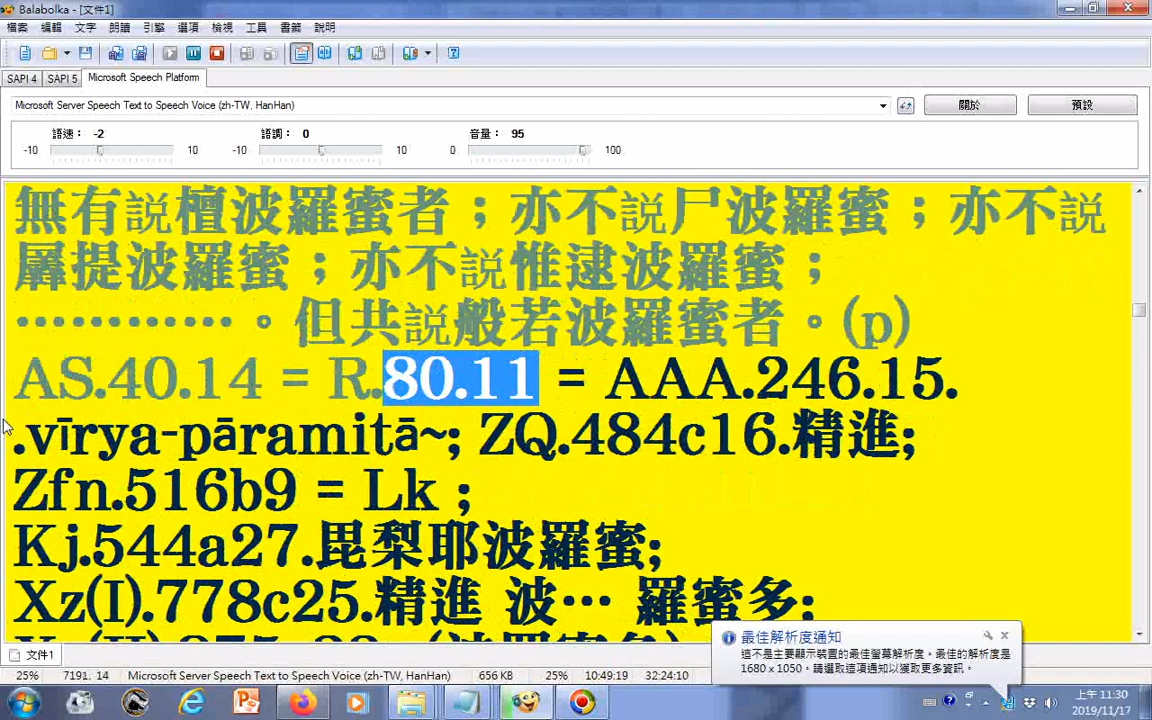 Balabolka - [文件1]
檔案 編輯 文字 朗讀 引擎 選項 檢視 工具 書籤 說明
SAPI 4 SAPI 5 Microsoft Speech Platform
Microsoft Server Speech Text to Speech Voice (zh-TW, HanHan) 關於 預設
語速： -2 語調： 0 音量： 95
-10 10 -10 10 0 100
無有説檀波羅蜜者；亦不説尸波羅蜜；亦不説
羼提波羅蜜；亦不説惟逮波羅蜜；
…………。但共説般若波羅蜜者。(p)
AS.40.14 = R.80.11 = AAA.246.15.
.vīrya-pāramitā~; ZQ.484c16.精進;
Zfn.516b9 = Lk ;
Kj.544a27.毘梨耶波羅蜜;
Xz(I).778c25.精進 波… 羅蜜多;
最佳解析度通知
這不是主要顯示裝置的最佳螢幕解析度。最佳的解析度是
1680 x 1050。請選取這項通知以獲取更多資訊。
文件1
25% 7191, 14 Microsoft Server Speech Text to Speech Voice (zh-TW, HanHan) 656 KB 25% 10:49:19 32:24:10
上午 11:30
2019/11/17